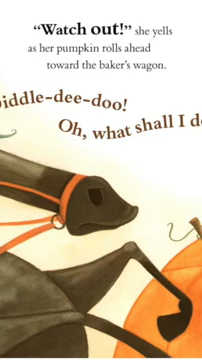 “Watch out!” she yells
as her pumpkin rolls ahead
toward the baker's wagon.
iddle-dee-doo!
Oh, what shall I d